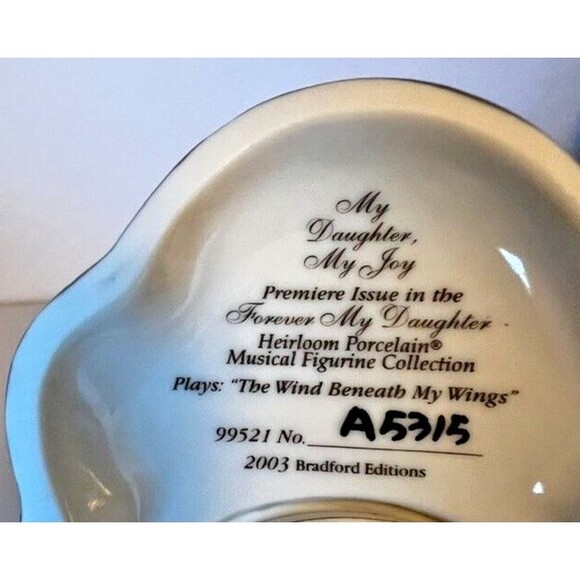 My
Daughter,
My Joy
Premiere Issue in the
Forever My Daughter
Heirloom Porcelain®
Musical Figurine Collection
Plays: "The Wind Beneath My Wings"
99521 No. A5315
2003 Bradford Editions